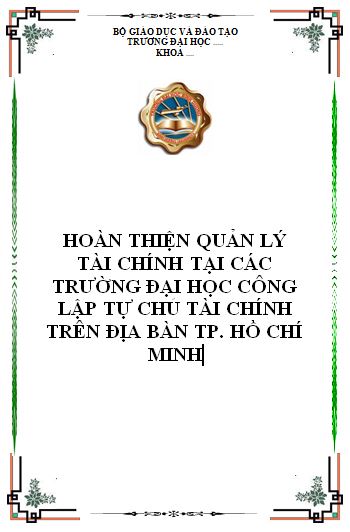 BỘ GIÁO DỤC VÀ ĐÀO TẠO
TRƯỜNG ĐẠI HỌC .....
KHOA ....
HOÀN THIỆN QUẢN LÝ
TÀI CHÍNH TẠI CÁC
TRƯỜNG ĐẠI HỌC CÔNG
LẬP TỰ CHỦ TÀI CHÍNH
TRÊN ĐỊA BÀN TP. HỒ CHÍ
MINH